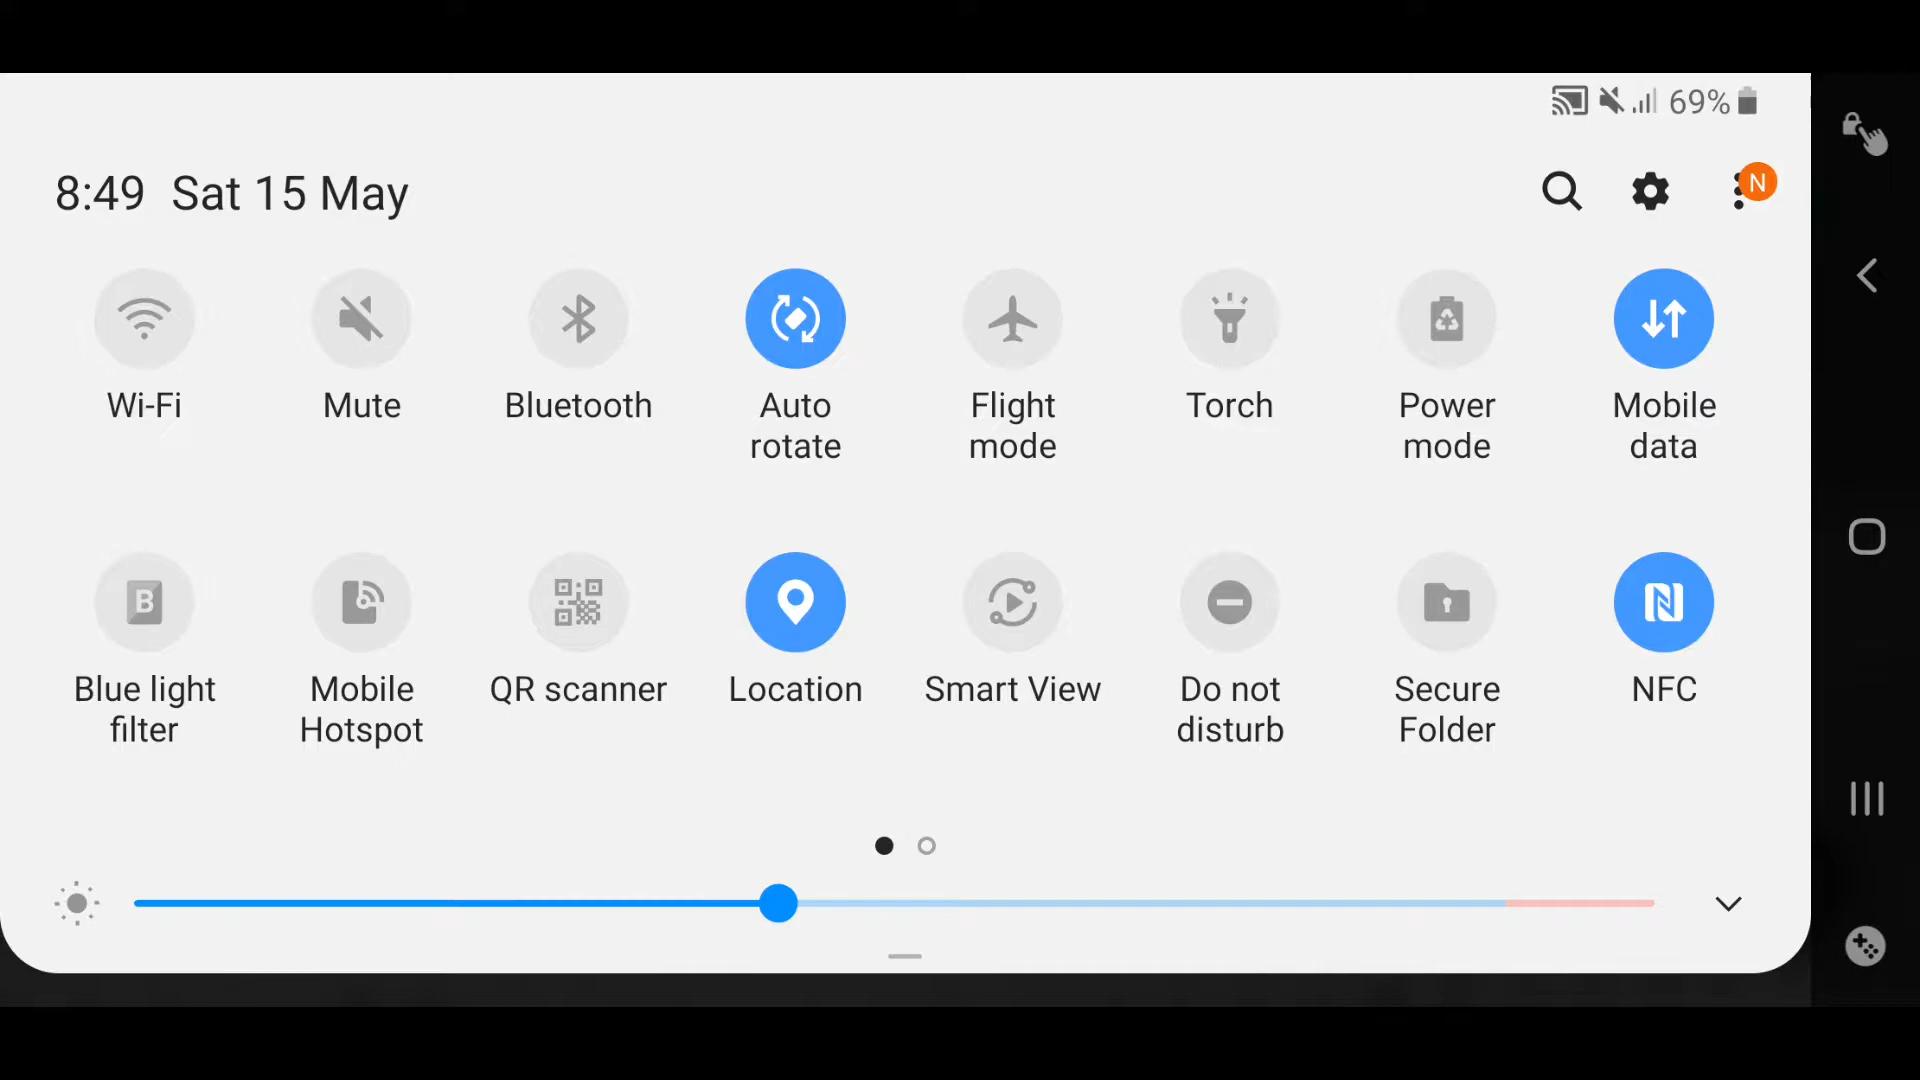 69%
8:49 Sat 15 May
N
Wi-Fi Mute Bluetooth Auto rotate Flight mode Torch Power mode Mobile data
B
Blue light filter Mobile Hotspot QR scanner Location Smart View Do not disturb Secure Folder NFC